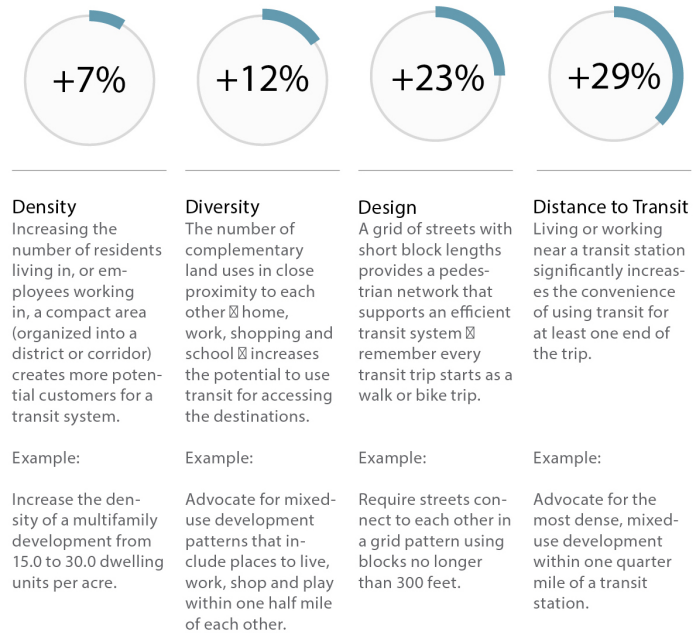 +7%
+12%
+23%
+29%
Density
Increasing the
number of residents
living in, or em-
ployees working
in, a compact area
(organized into a
district or corridor)
creates more poten-
tial customers for a
transit system.
Example:
Increase the den-
sity of a multifamily
development from
15.0 to 30.0 dwelling
units per acre.
Diversity
The number of
complementary
land uses in close
proximity to each
other � home,
work, shopping and
school � increases
the potential to use
transit for accessing
the destinations.
Example:
Advocate for mixed-
use development
patterns that in-
clude places to live,
work, shop and play
within one half mile
of each other.
Design
A grid of streets with
short block lengths
provides a pedes-
trian network that
supports an efficient
transit system �
remember every
transit trip starts as a
walk or bike trip.
Example:
Require streets con-
nect to each other in
a grid pattern using
blocks no longer
than 300 feet.
Distance to Transit
Living or working
near a transit station
significantly increas-
es the convenience
of using transit for
at least one end of
the trip.
Example:
Advocate for the
most dense, mixed-
use development
within one quarter
mile of a transit
station.